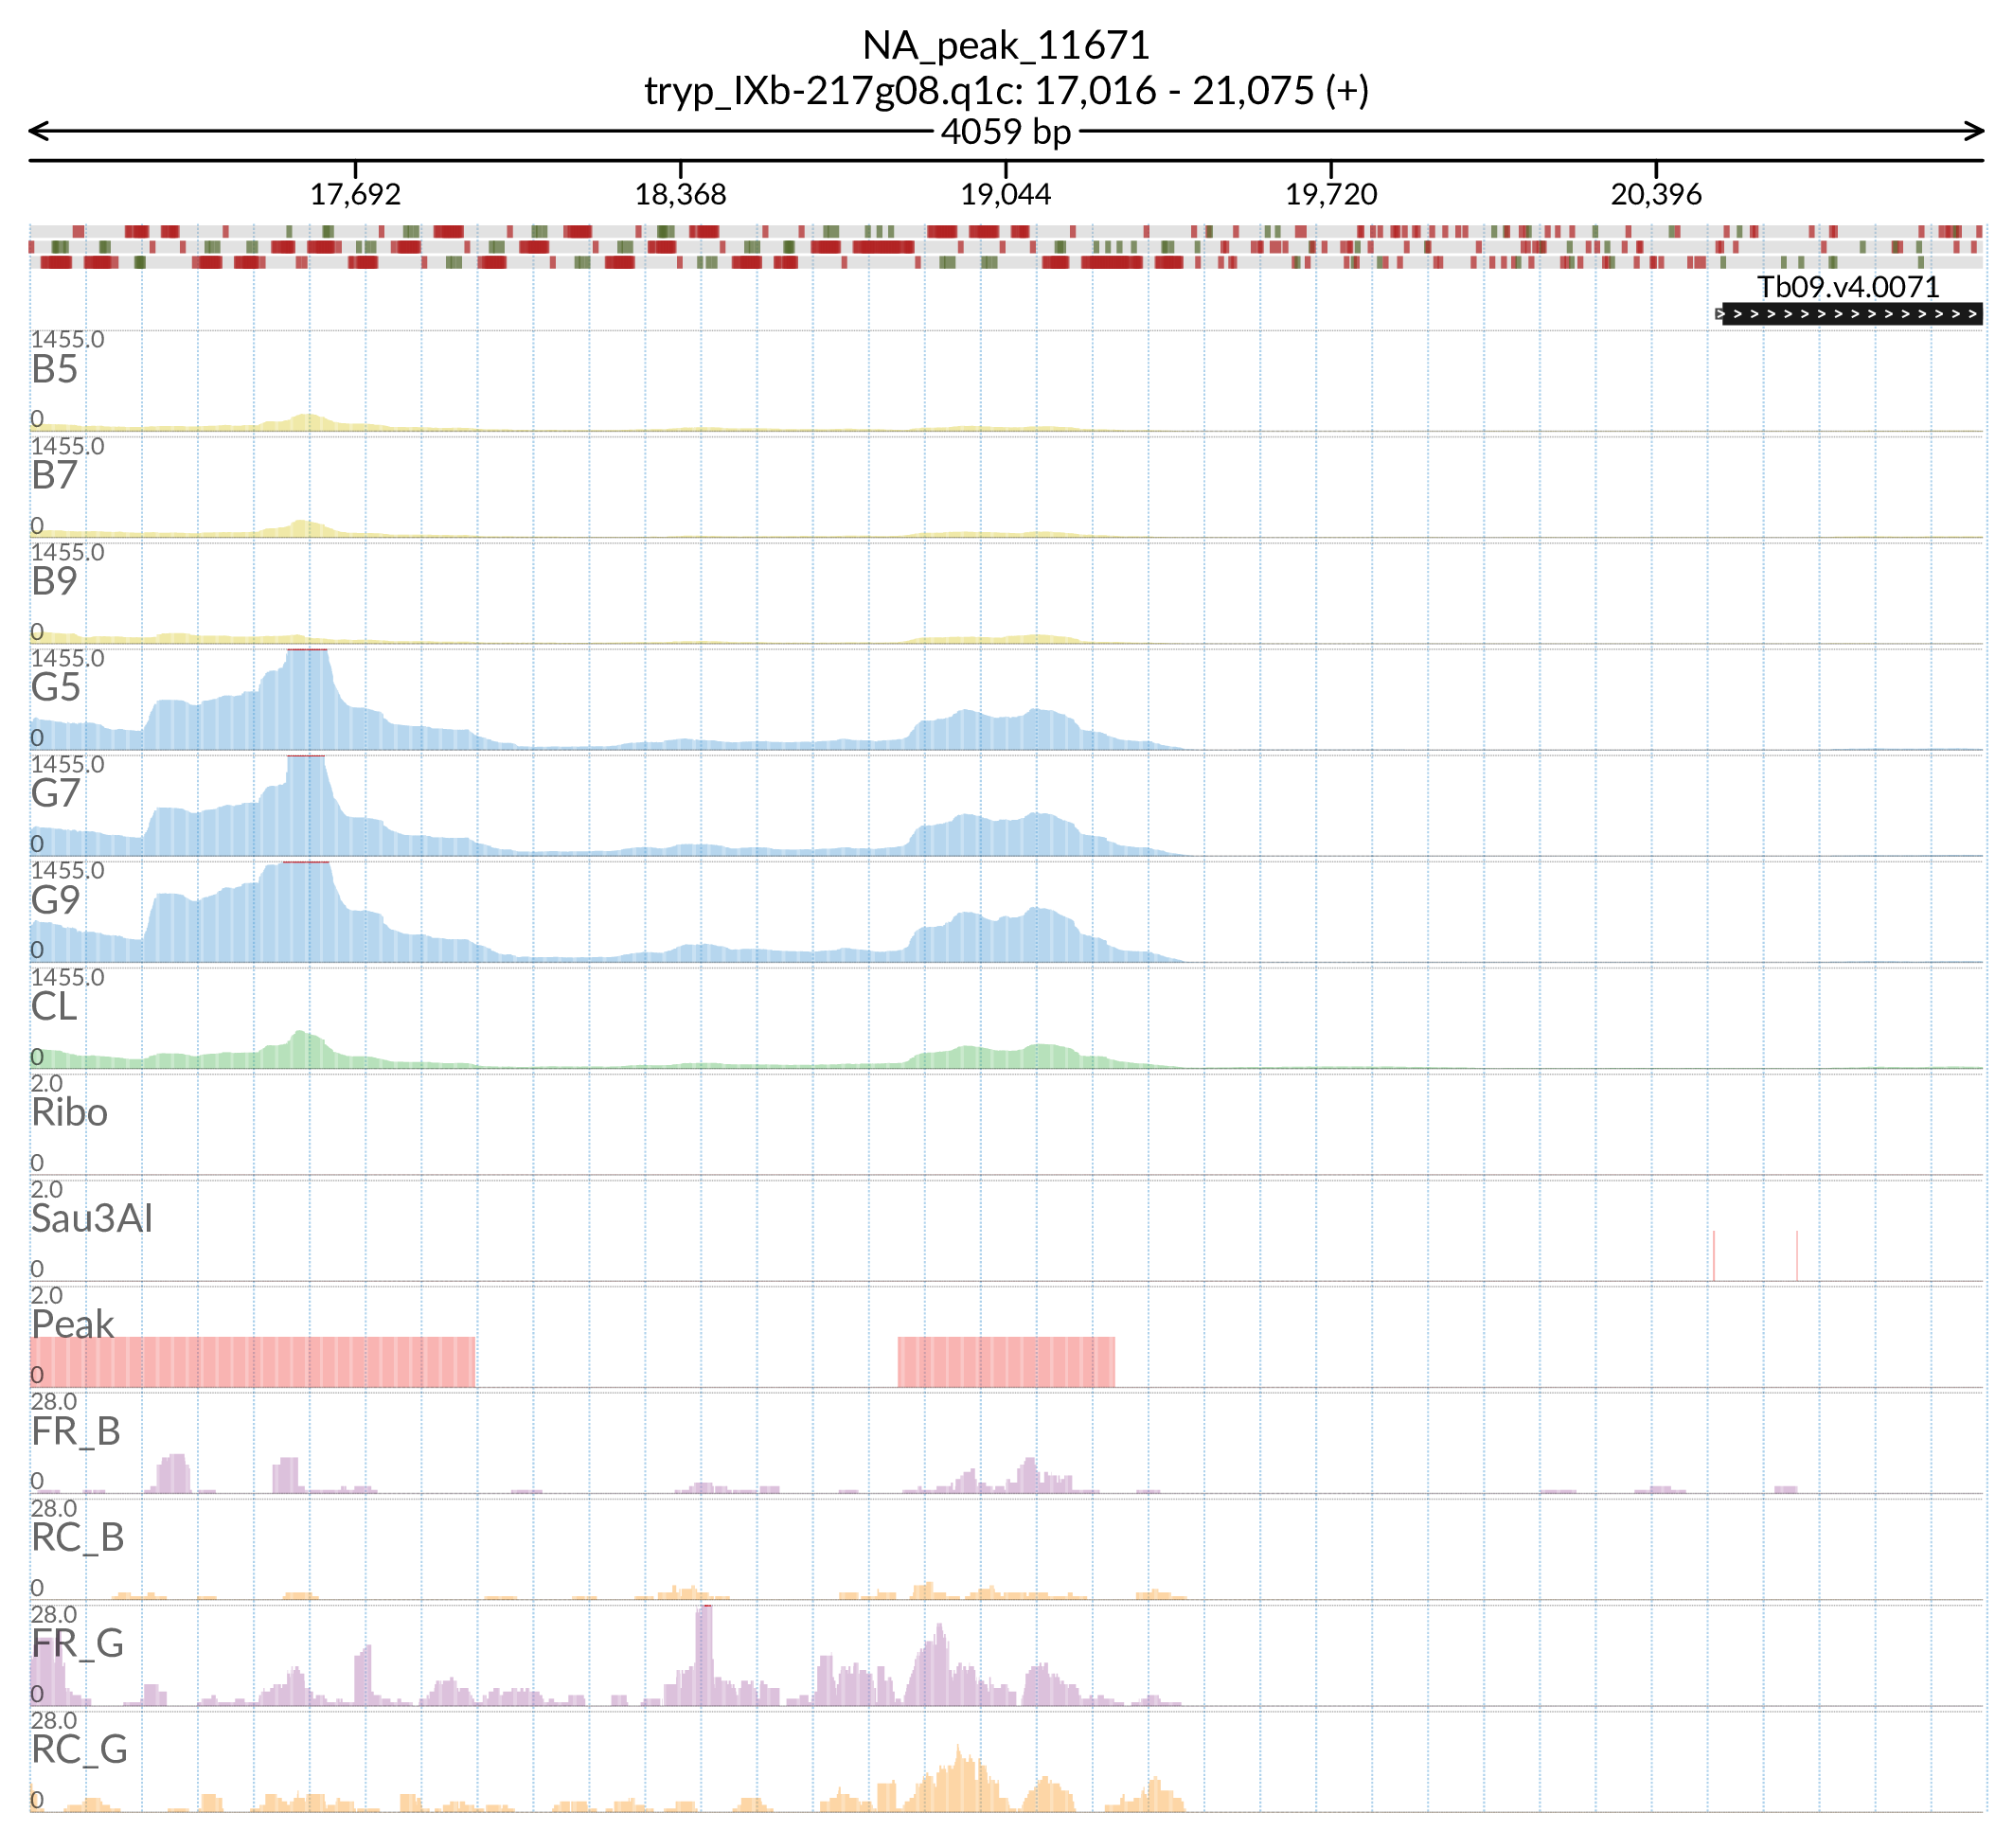 NA_peak_11671
tryp_IXb-217g08.q1c: 17,016 - 21,075 (+)
4059 bp
17,692 18,368 19,044 19,720 20,396
Tb09.v4.0071
1455.0
B5
0
1455.0
B7
0
1455.0
B9
0
1455.0
G5
0
1455.0
G7
0
1455.0
G9
0
1455.0
CL
0
2.0
Ribo
0
2.0
Sau3AI
0
2.0
Peak
0
28.0
FR_B
0
28.0
RC_B
0
28.0
FR_G
0
28.0
RC_G
0